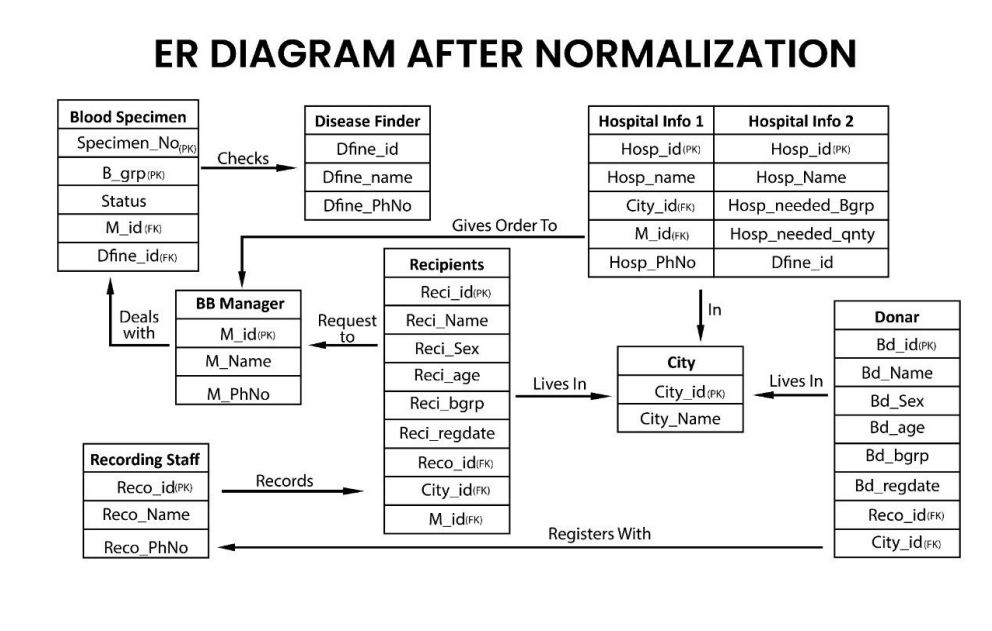 ER DIAGRAM AFTER NORMALIZATION
Blood Specimen
Specimen_No(PK)
B_grp(PK)
Status
M_id(FK)
Dfine_id(FK)
Checks
Disease Finder
Dfine_id
Dfine_name
Dfine_PhNo
Hospital Info 1
Hosp_id(PK)
Hosp_name
City_id(FK)
M_id(FK)
Hosp_PhNo
Hospital Info 2
Hosp_id(PK)
Hosp_Name
Hosp_needed_Bgrp
Hosp_needed_qnty
Dfine_id
Gives Order To
Deals
with
BB Manager
M_id(PK)
M_Name
M_PhNo
Request
to
Recipients
Reci_id(PK)
Reci_Name
Reci_Sex
Reci_age
Reci_bgrp
Reci_regdate
Reco_id(FK)
City_id(FK)
M_id(FK)
In
Lives In
City
City_id(PK)
City_Name
Lives In
Donar
Bd_id(PK)
Bd_Name
Bd_Sex
Bd_age
Bd_bgrp
Bd_regdate
Reco_id(FK)
City_id(FK)
Recording Staff
Reco_id(PK)
Reco_Name
Reco_PhNo
Records
Registers With